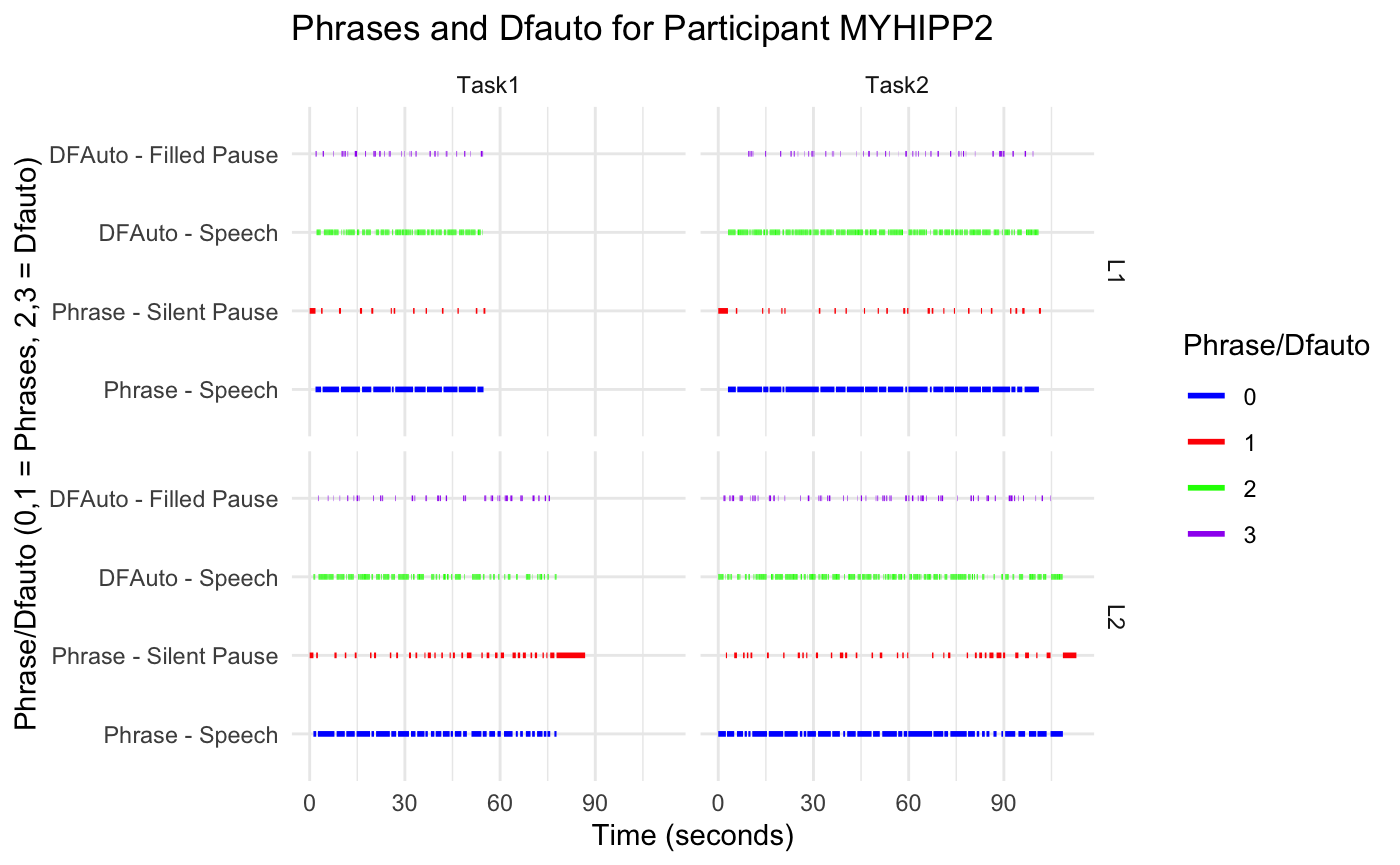 Phrases and Dfauto for Participant MYHIPP2
Task1
Task2
Phrase/Dfauto (0,1 = Phrases, 2,3 = Dfauto)
DFAuto - Filled Pause
DFAuto - Speech
Phrase - Silent Pause
Phrase - Speech
L1
DFAuto - Filled Pause
DFAuto - Speech
Phrase - Silent Pause
Phrase - Speech
L2
0 30 60 90
0 30 60 90
Time (seconds)
Phrase/Dfauto
0
1
2
3